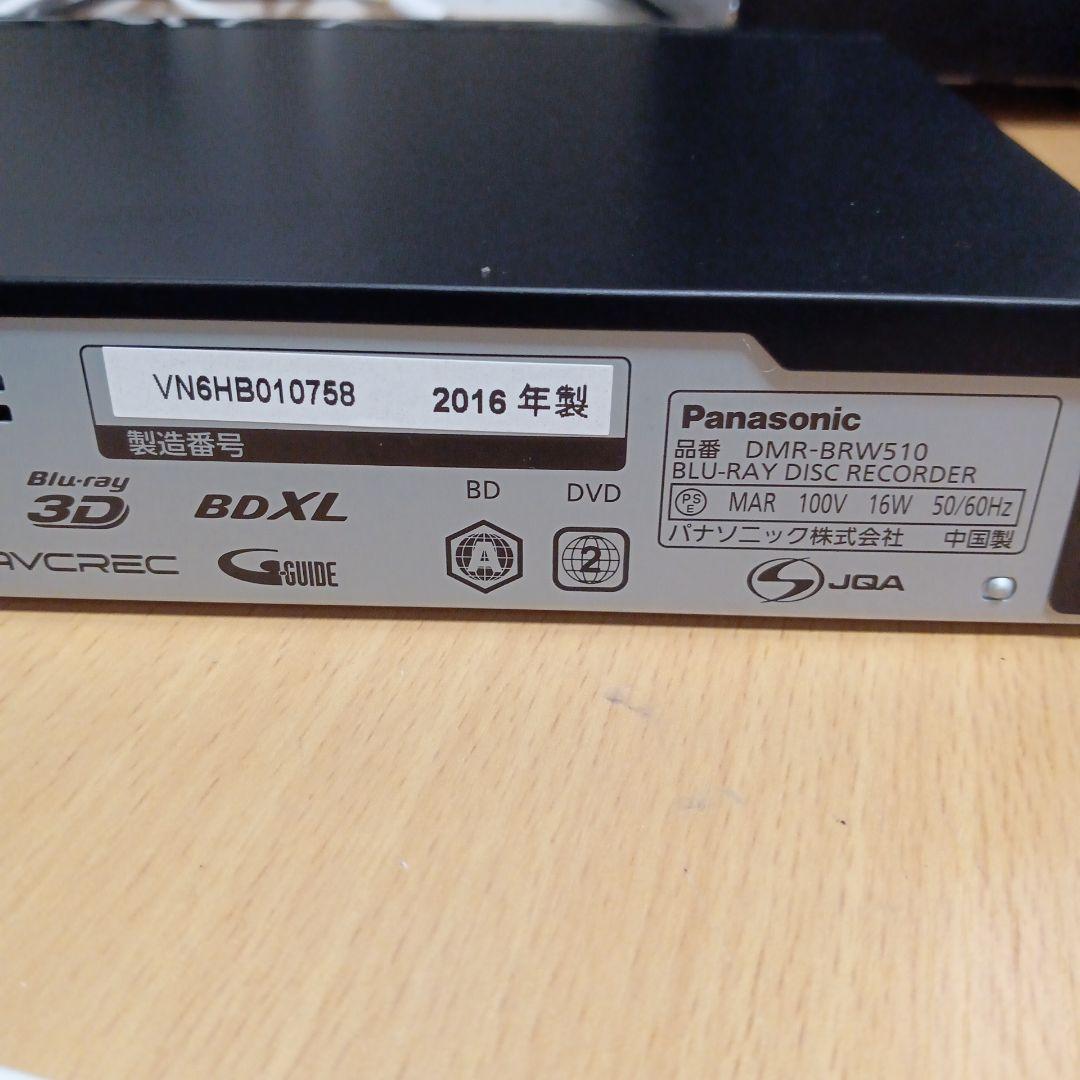 VN6HB010758 2016 年製
製造番号
Blu-ray
3D
BDXL
BD
DVD
AVCREC
G-GUIDE
A
2
Panasonic
品番 DMR-BRW510
BLU-RAY DISC RECORDER
PSE MAR 100V 16W 50/60Hz
パナソニック株式会社 中国製
JQA